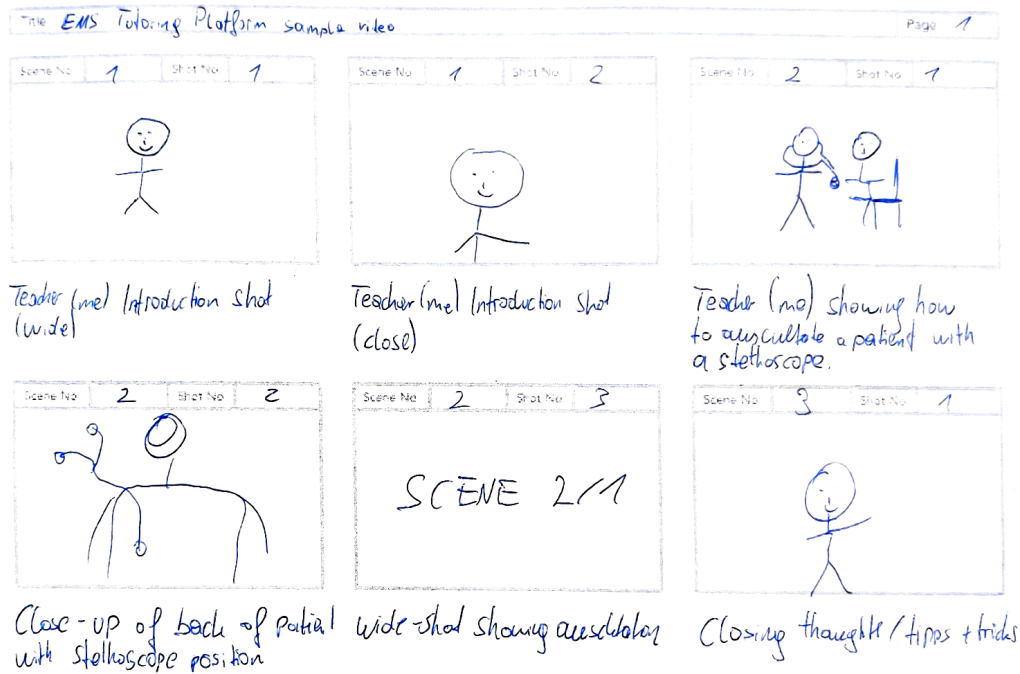 Title EMS Tutoring Platform sample video Page 1
Scene No 1 Shot No 1
Teacher (me) Introduction Shot
(wide)
Scene No 1 Shot No 2
Teacher (me) Introduction Shot
(close)
Scene No 2 Shot No 1
Teacher (me) showing how
to auscultate a patient with
a stethoscope.
Scene No 2 Shot No 2
Close-up of back of patient
with stethoscope position
Scene No 2 Shot No 3
SCENE 2/1
wide-shot showing
Scene No 3 Shot No 1
Closing thoughts / tipps + tricks